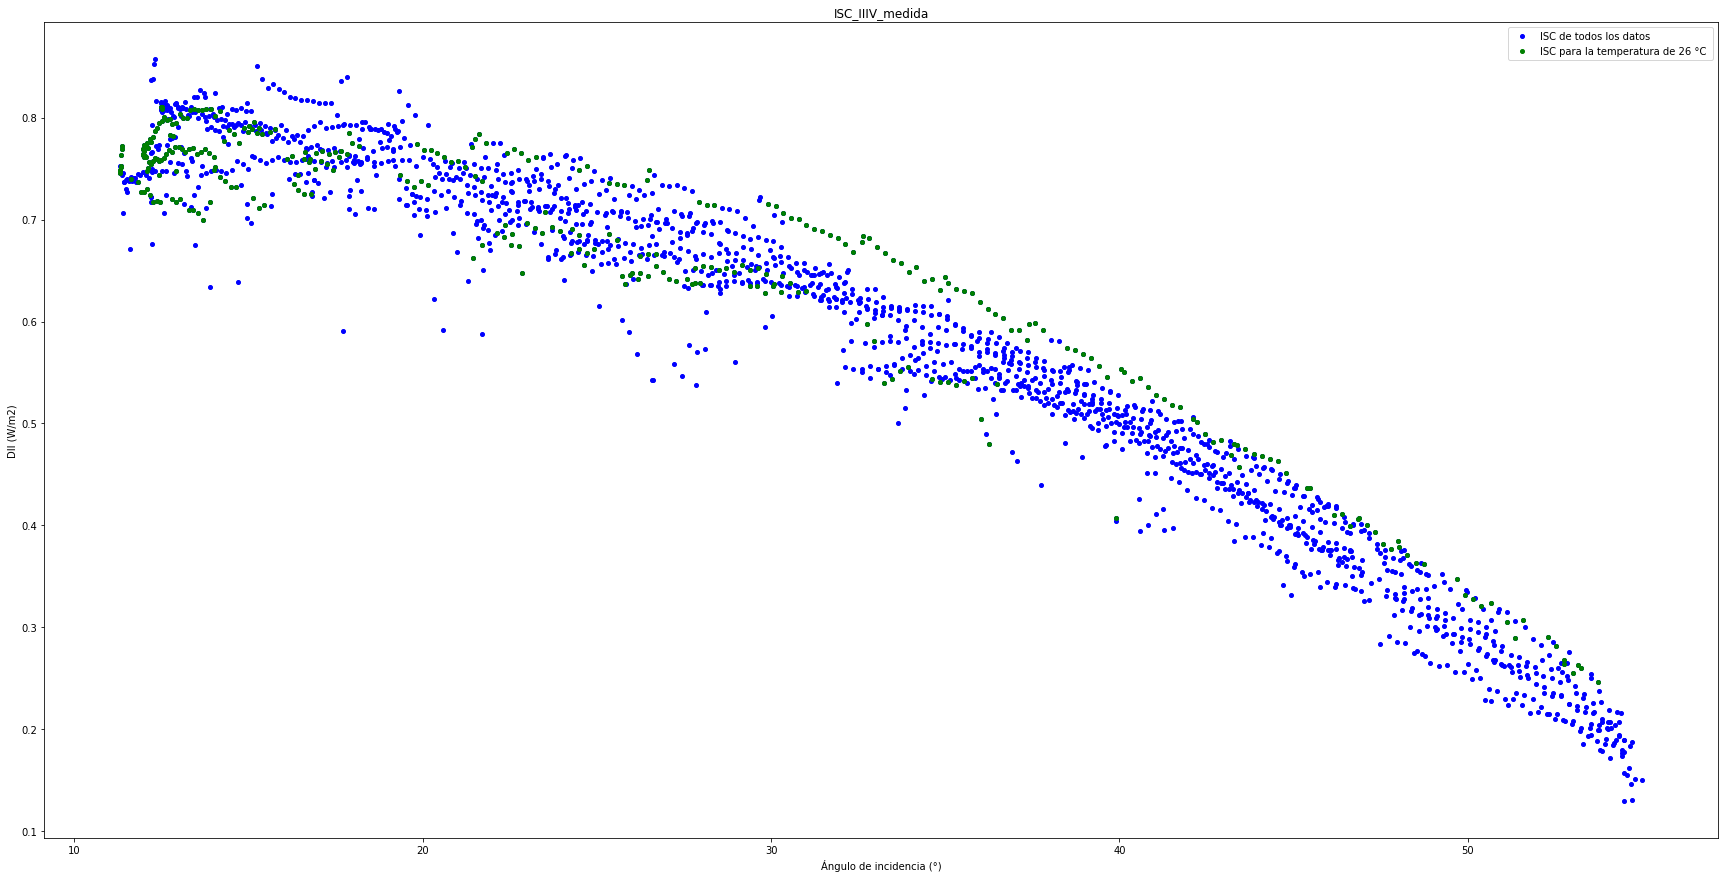 ISC_IIIV_medida
ISC de todos los datos
ISC para la temperatura de 26 °C
DII (W/m2)
0.8
0.7
0.6
0.5
0.4
0.3
0.2
0.1
10 20 30 40 50
Ángulo de incidencia (°)